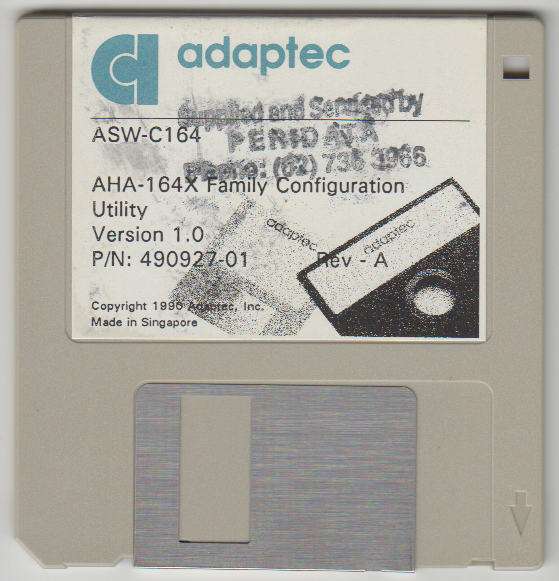 adaptec
Supplied and Serviced by
PERIDATA
Phone: (02) 736 3966
ASW-C164
AHA-164X Family Configuration
Utility
Version 1.0
P/N: 490927-01 Rev - A
adaptec
adaptec
Copyright 1990 Adaptec, Inc.
Made in Singapore